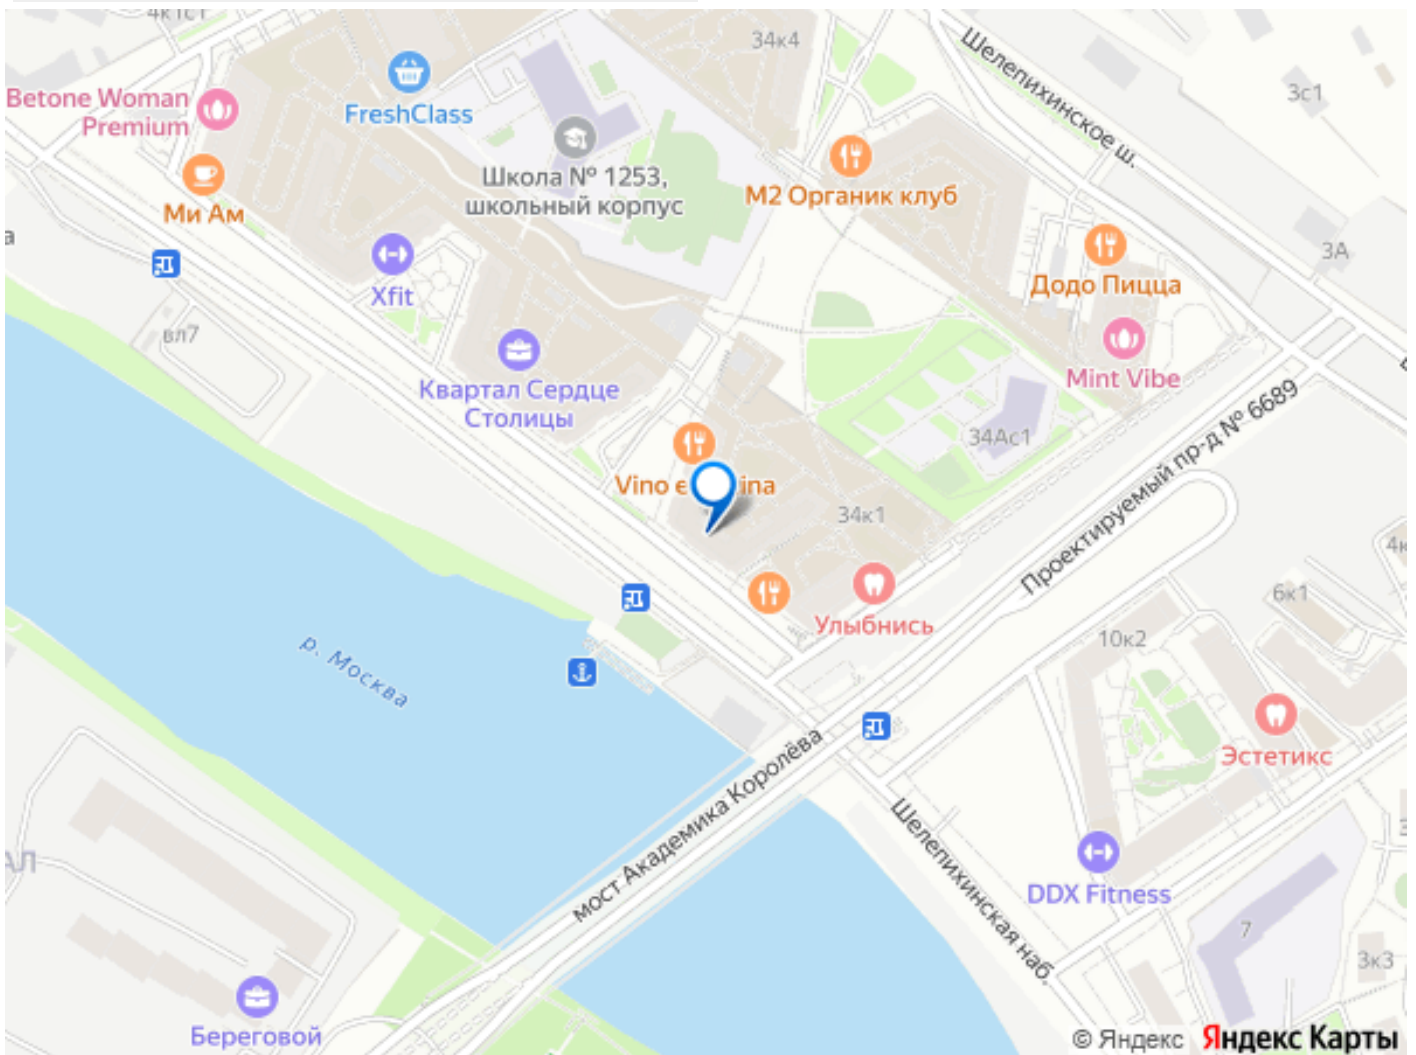 4к1с1
34к4
Шелепихинское ш.
3с1
Betone Woman
Premium
FreshClass
Школа № 1253,
школьный корпус
М2 Органик клуб
Ми Ам
а
Xfit
3А
Додо Пицца
вл7
Mint Vibe
Квартал Сердце
Столицы
34Ас1
Проектируемый пр-д № 6689
Vino e
ina
34к1
Улыбнись
4к
6к1
10к2
р. Москва
Эстетикс
мост Академика Королёва
Шелепихинская наб.
АЛ
DDX Fitness
7
3к3
Береговой
© Яндекс Яндекс Карты